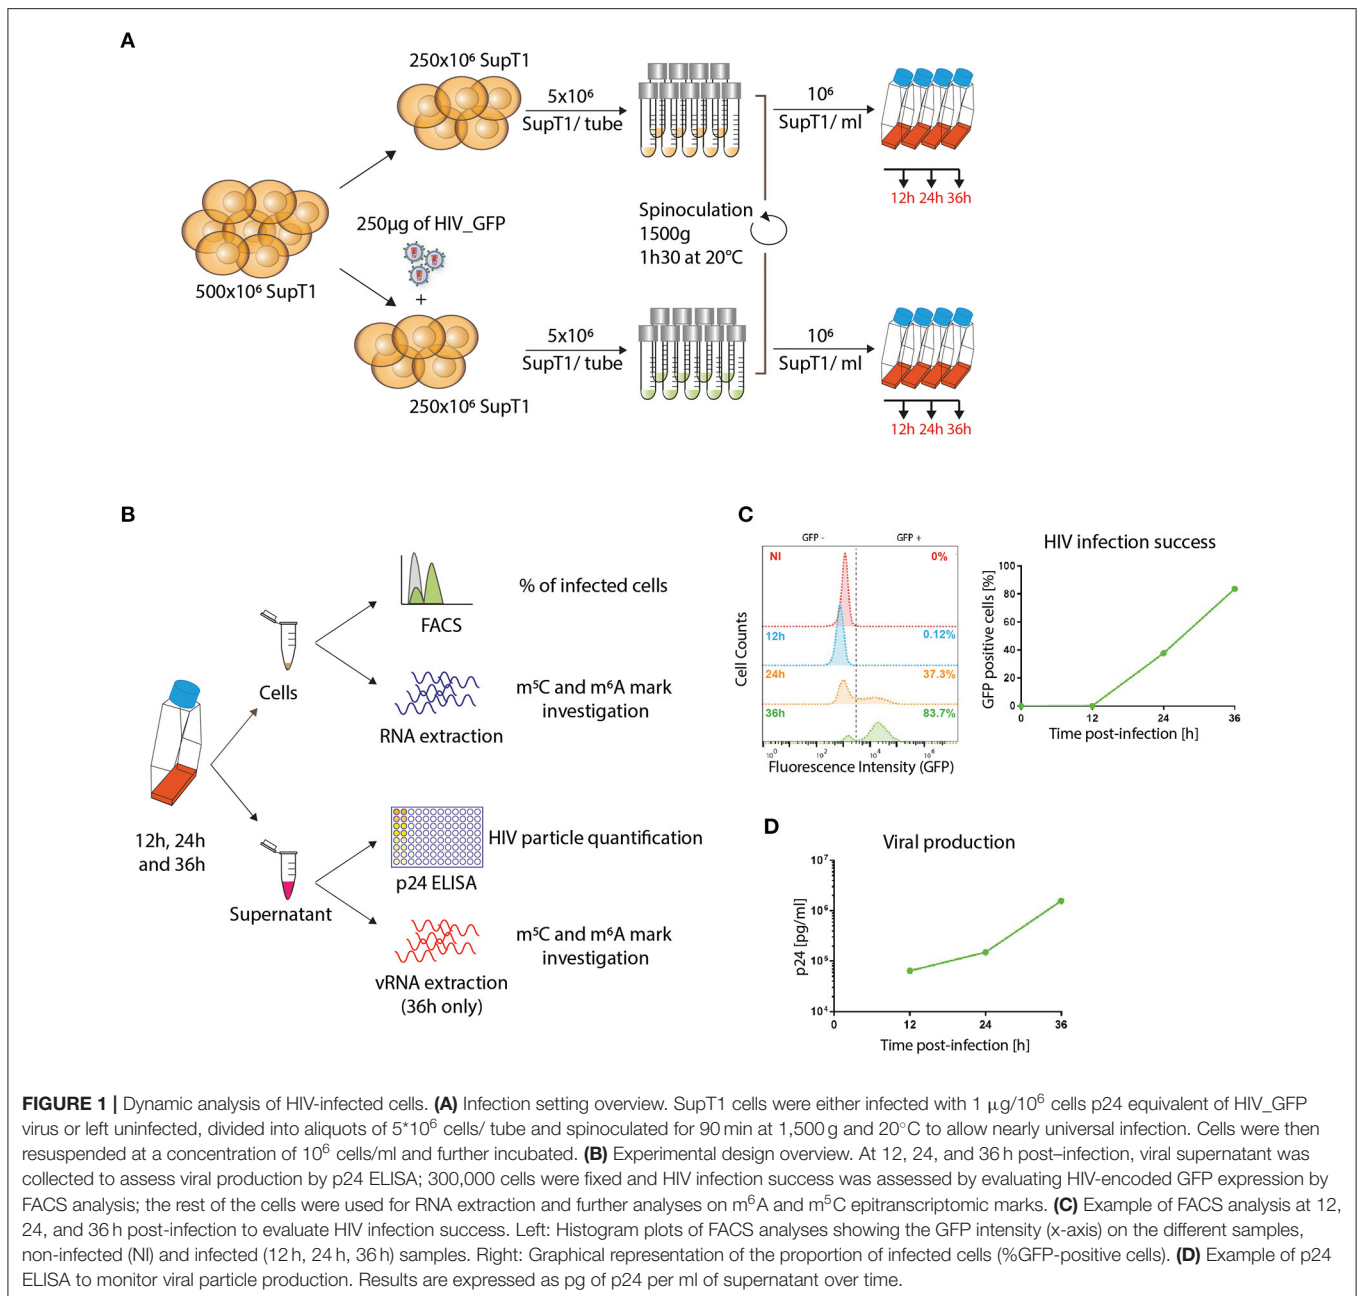 A
250x10⁶ SupT1
5x10⁶
SupT1/ tube
10⁶
SupT1/ ml
12h 24h 36h
500x10⁶ SupT1
250µg of HIV_GFP
+
Spinoculation
1500g
1h30 at 20°C
5x10⁶
SupT1/ tube
10⁶
SupT1/ ml
250x10⁶ SupT1
12h 24h 36h
B
12h, 24h
and 36h
Cells
FACS
% of infected cells
RNA extraction
m⁵C and m⁶A mark
investigation
Supernatant
p24 ELISA
HIV particle quantification
vRNA extraction
(36h only)
m⁵C and m⁶A mark
investigation
C
GFP - GFP +
NI 0%
12h 0.12%
24h 37.3%
36h 83.7%
Cell Counts
10⁰ 10² 10⁴ 10⁶
Fluorescence Intensity (GFP)
HIV infection success
GFP positive cells [%]
100
80
60
40
20
0
0 12 24 36
Time post-infection [h]
D
Viral production
p24 [pg/ml]
10⁷
10⁶
10⁵
10⁴
0 12 24 36
Time post-infection [h]
FIGURE 1 | Dynamic analysis of HIV-infected cells. (A) Infection setting overview. SupT1 cells were either infected with 1 µg/10⁶ cells p24 equivalent of HIV_GFP
virus or left uninfected, divided into aliquots of 5*10⁶ cells/ tube and spinoculated for 90 min at 1,500 g and 20°C to allow nearly universal infection. Cells were then
resuspended at a concentration of 10⁶ cells/ml and further incubated. (B) Experimental design overview. At 12, 24, and 36 h post–infection, viral supernatant was
collected to assess viral production by p24 ELISA; 300,000 cells were fixed and HIV infection success was assessed by evaluating HIV-encoded GFP expression by
FACS analysis; the rest of the cells were used for RNA extraction and further analyses on m⁶A and m⁵C epitranscriptomic marks. (C) Example of FACS analysis at 12,
24, and 36 h post-infection to evaluate HIV infection success. Left: Histogram plots of FACS analyses showing the GFP intensity (x-axis) on the different samples,
non-infected (NI) and infected (12 h, 24 h, 36 h) samples. Right: Graphical representation of the proportion of infected cells (%GFP-positive cells). (D) Example of p24
ELISA to monitor viral particle production. Results are expressed as pg of p24 per ml of supernatant over time.